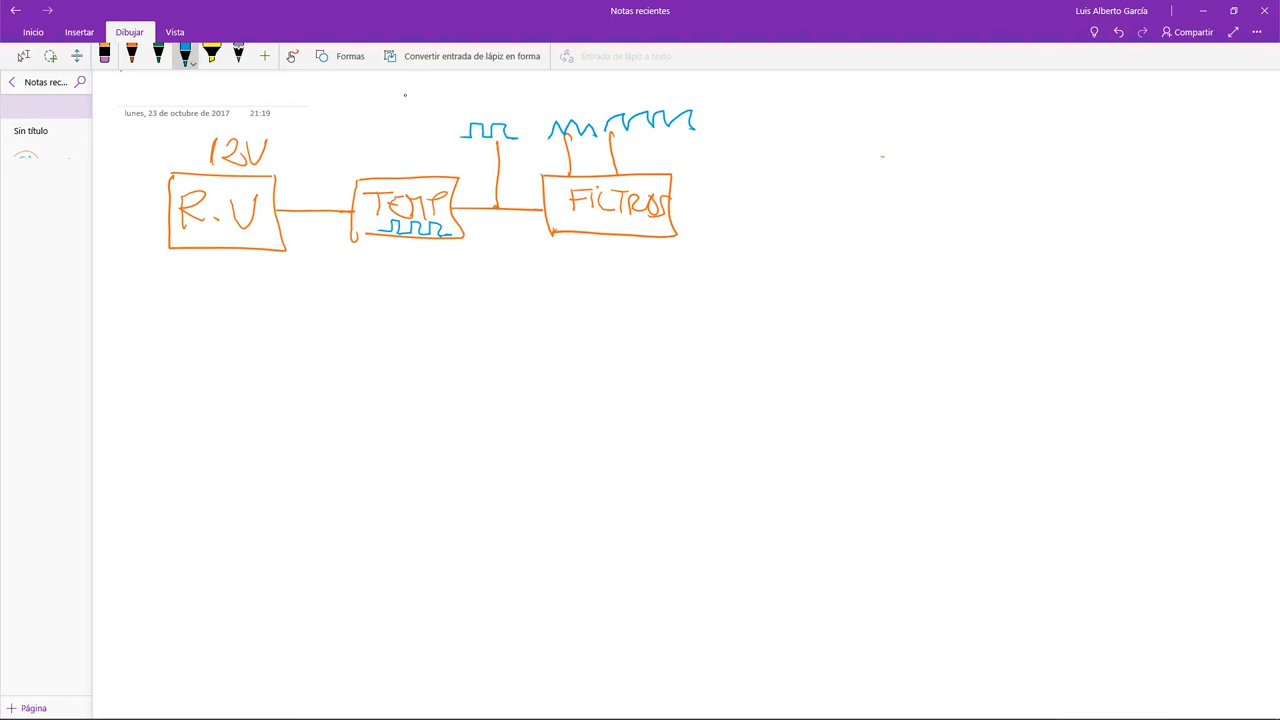 Notas recientes
Luis Alberto García
Inicio
Insertar
Dibujar
Vista
Compartir
Formas
Convertir entrada de lápiz en forma
Entrada de lápiz a texto
Notas rec...
lunes, 23 de octubre de 2017 21:19
Sin título
12V
R.V
TEMP
FiLTROS
Página